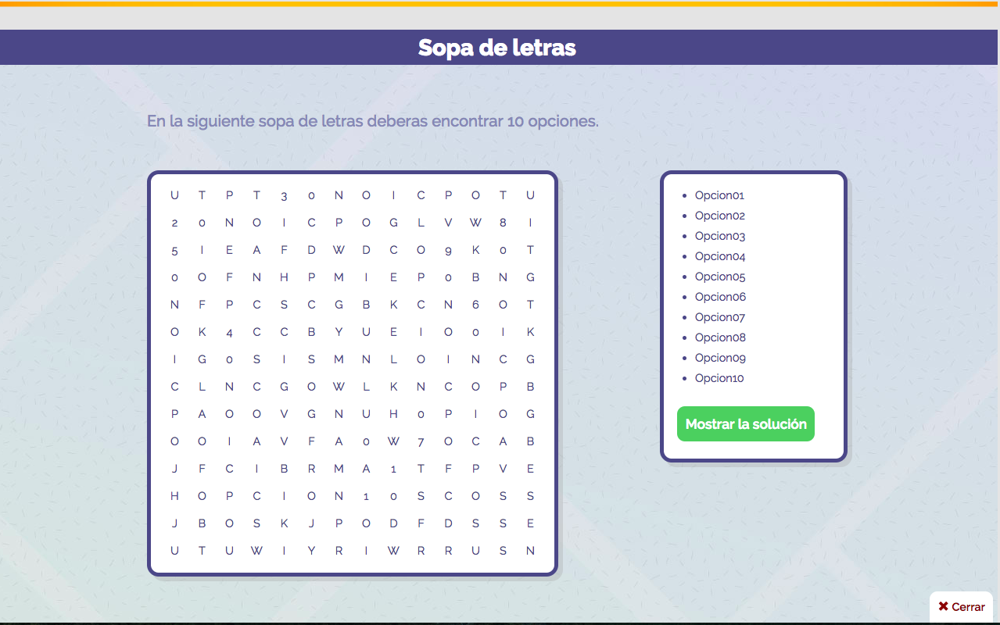 Sopa de letras
En la siguiente sopa de letras deberas encontrar 10 opciones.
U T P T 3 0 N O I C P O T U
2 0 N O I C P O G L V W 8 I
5 I E A F D W D C O 9 K 0 T
0 O F N H P M I E P 0 B N G
N F P C S C G B K C N 6 O T
O K 4 C C B Y U E I O 0 I K
I G 0 S I S M N L O I N C G
C L N C G O W L K N C O P B
P A O O V G N U H 0 P I O G
O O I A V F A 0 W 7 O C A B
J F C I B R M A 1 T F P V E
H O P C I O N 1 0 S C O S S
J B O S K J P O D F D S S E
U T U W I Y R I W R R U S N
Opcion01
Opcion02
Opcion03
Opcion04
Opcion05
Opcion06
Opcion07
Opcion08
Opcion09
Opcion10
Mostrar la solución
Cerrar